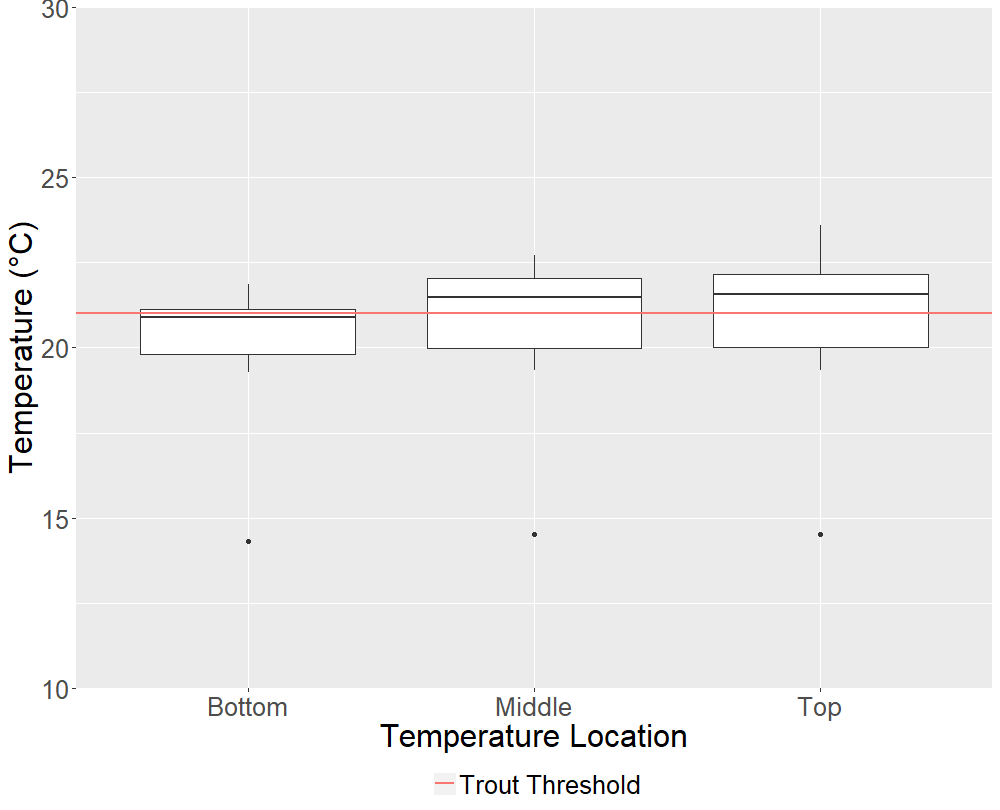 30
25
20
15
10
Temperature (°C)
Bottom Middle Top
Temperature Location
Trout Threshold